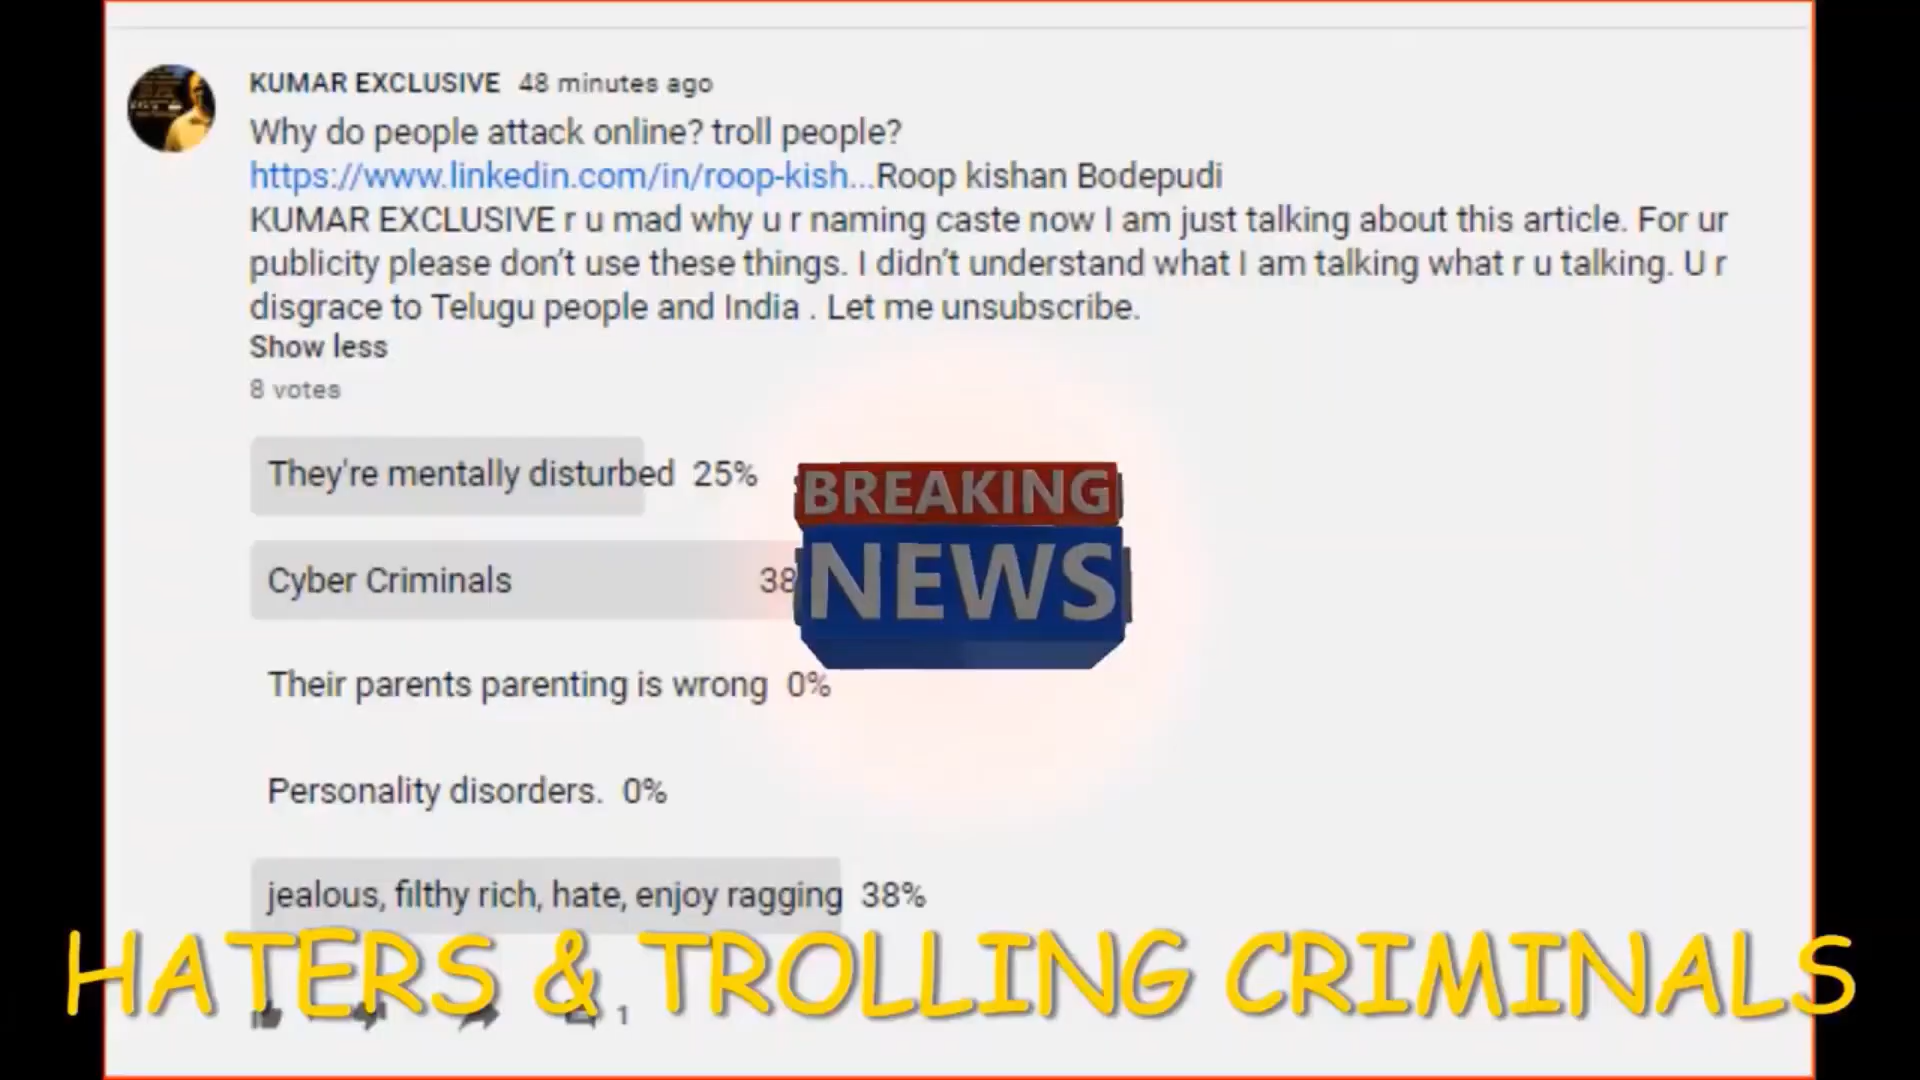 KUMAR EXCLUSIVE 48 minutes ago
Why do people attack online? troll people?
https://www.linkedin.com/in/roop-kish...Roop kishan Bodepudi
KUMAR EXCLUSIVE r u mad why u r naming caste now I am just talking about this article. For ur
publicity please don’t use these things. I didn’t understand what I am talking what r u talking. U r
disgrace to Telugu people and India . Let me unsubscribe.
Show less
8 votes
They're mentally disturbed 25%
Cyber Criminals 38
BREAKING
NEWS
Their parents parenting is wrong 0%
Personality disorders. 0%
jealous, filthy rich, hate, enjoy ragging 38%
HATERS & TROLLING CRIMINALS
1